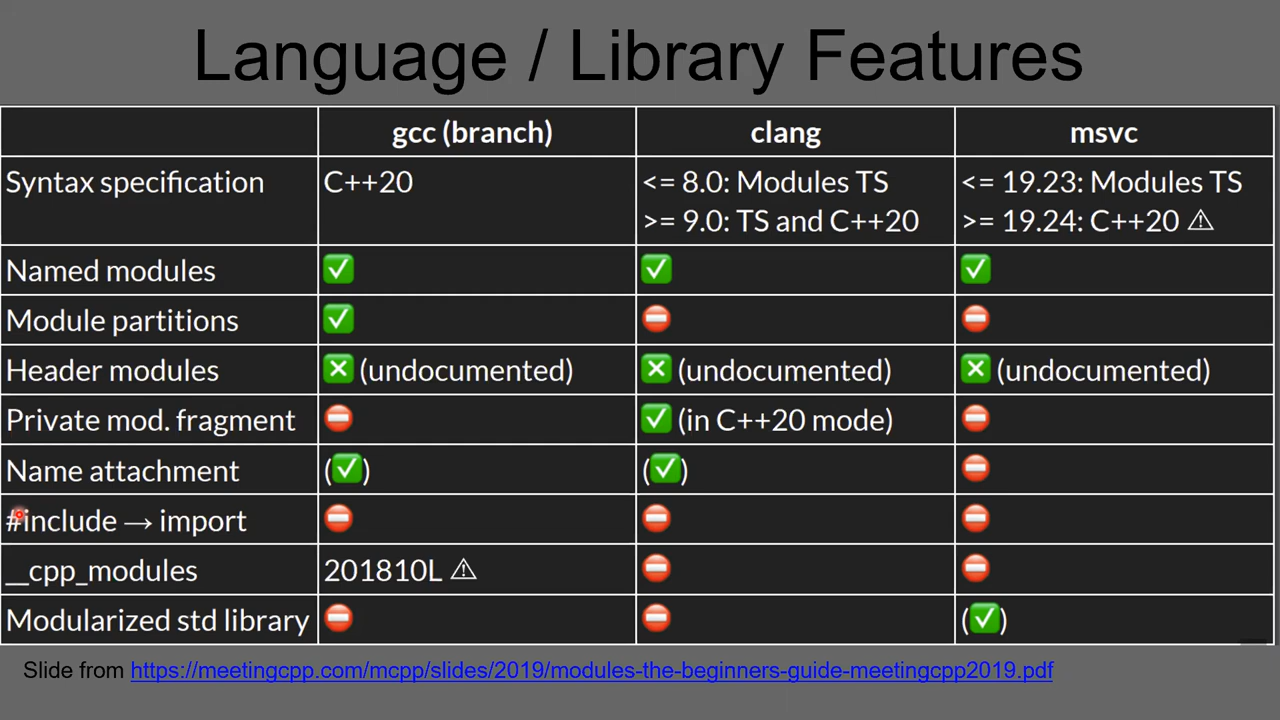 Language / Library Features
gcc (branch) clang msvc
Syntax specification C++20 <= 8.0: Modules TS <= 19.23: Modules TS
>= 9.0: TS and C++20 >= 19.24: C++20 ⚠
Named modules ✅ ✅ ✅
Module partitions ✅ ⛔ ⛔
Header modules ❎ (undocumented) ❎ (undocumented) ❎ (undocumented)
Private mod. fragment ⛔ ✅ (in C++20 mode) ⛔
Name attachment (✅) (✅) ⛔
#include → import ⛔ ⛔ ⛔
__cpp_modules 201810L ⚠ ⛔ ⛔
Modularized std library ⛔ ⛔ (✅)
Slide from https://meetingcpp.com/mcpp/slides/2019/modules-the-beginners-guide-meetingcpp2019.pdf